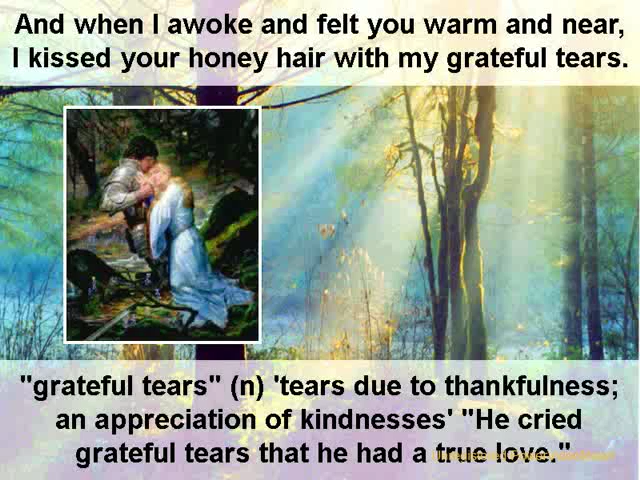 And when I awoke and felt you warm and near,
I kissed your honey hair with my grateful tears.
"grateful tears" (n) 'tears due to thankfulness;
an appreciation of kindnesses' "He cried
grateful tears that he had a true love."